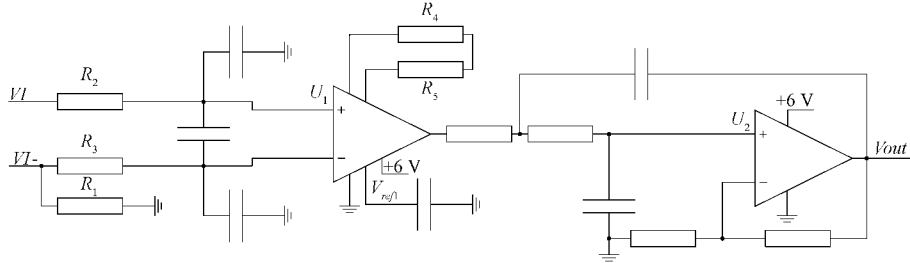 R4
R2
VI
U1
R5
+6 V
U2
VI-
R3
+6 V
Vout
R1
Vref1